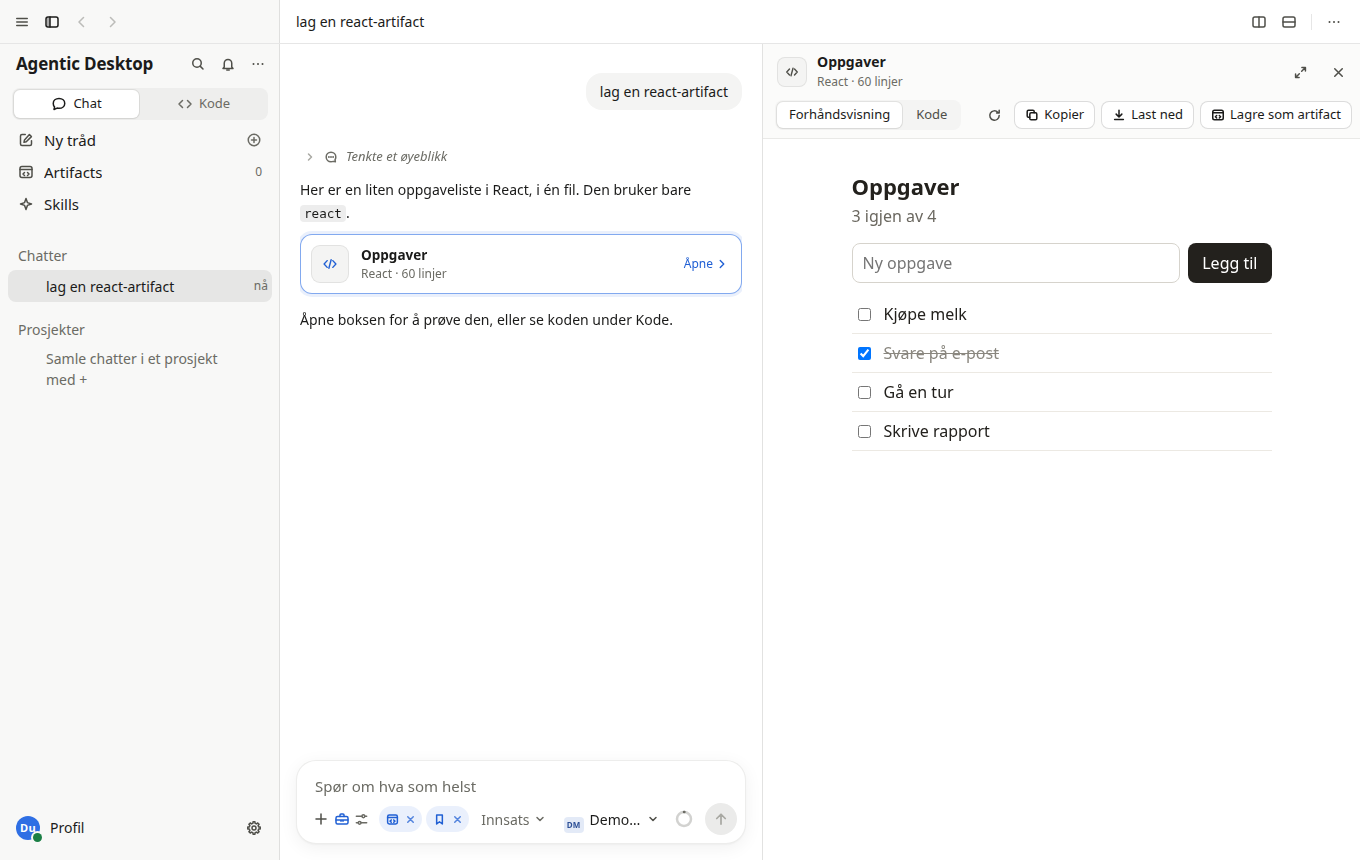 lag en react-artifact
Agentic Desktop
Chat
Kode
Ny tråd
Artifacts
0
Skills
Chatter
lag en react-artifact
nå
Prosjekter
Samle chatter i et prosjekt
med +
Du
Profil
lag en react-artifact
Tenkte et øyeblikk
Her er en liten oppgaveliste i React, i én fil. Den bruker bare
react.
Oppgaver
React · 60 linjer
Åpne
Åpne boksen for å prøve den, eller se koden under Kode.
Spør om hva som helst
Innsats
DM
Demo...
Oppgaver
React · 60 linjer
Forhåndsvisning
Kode
Kopier
Last ned
Lagre som artifact
Oppgaver
3 igjen av 4
Ny oppgave
Legg til
Kjøpe melk
Svare på e-post
Gå en tur
Skrive rapport